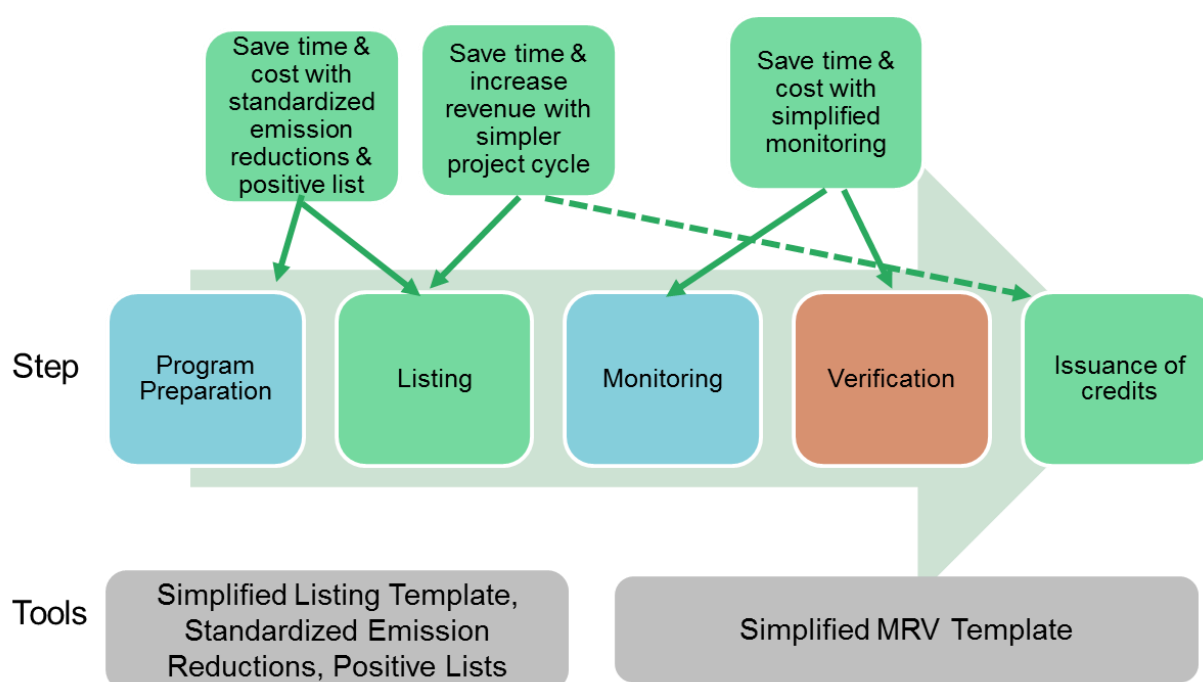 Save time &
cost with
standardized
emission
reductions &
positive list
Save time &
increase
revenue with
simpler
project cycle
Save time &
cost with
simplified
monitoring
Step
Program
Preparation
Listing
Monitoring
Verification
Issuance of
credits
Tools
Simplified Listing Template,
Standardized Emission
Reductions, Positive Lists
Simplified MRV Template